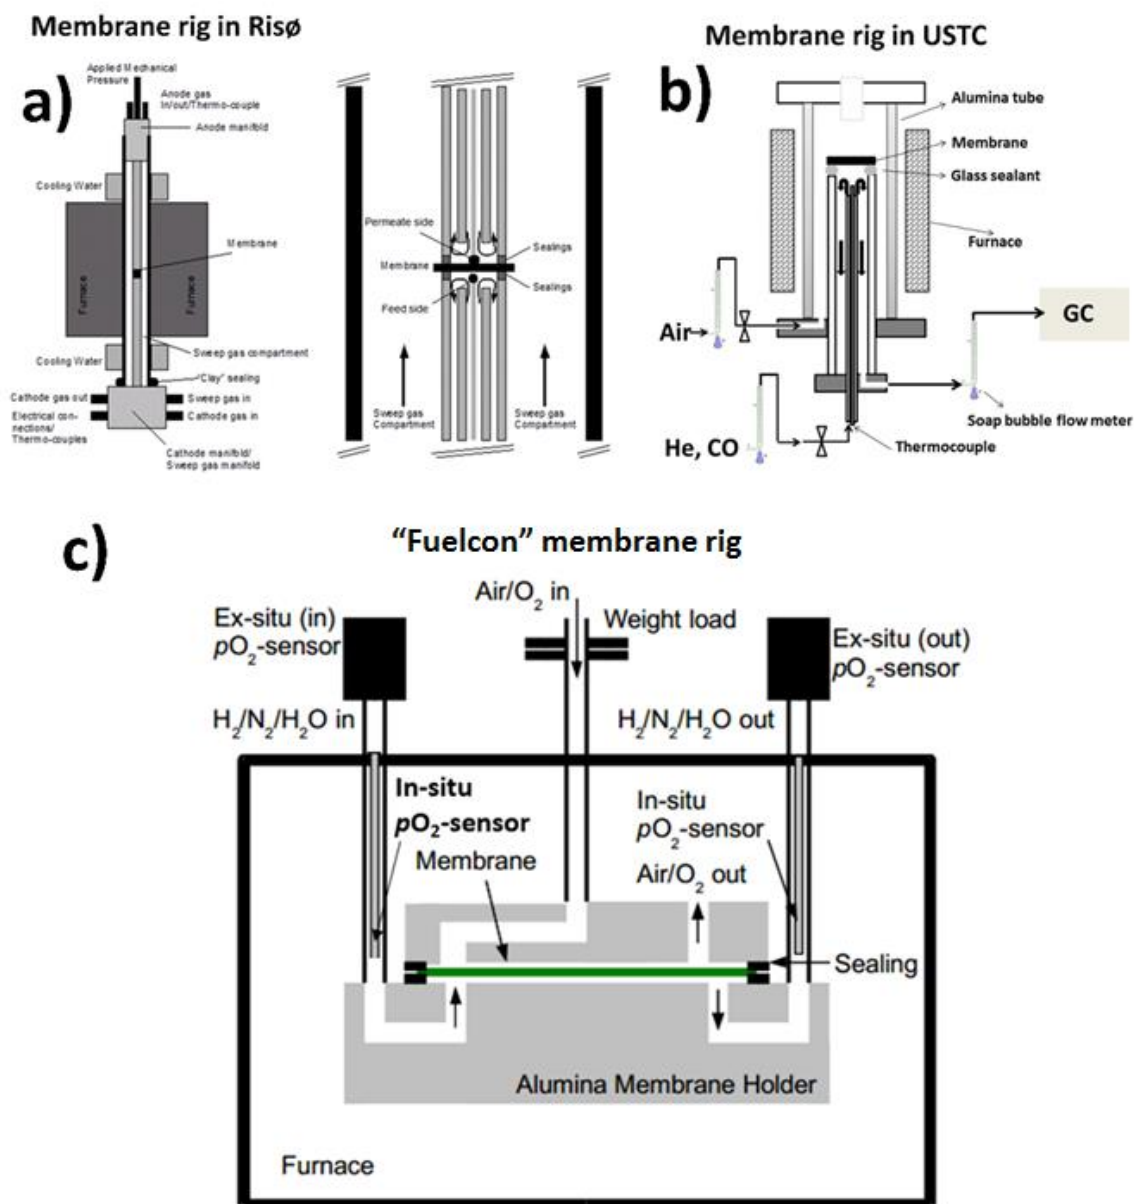 Membrane rig in Risø
a)
Applied Mechanical
Pressure
Anode gas
In/out/Thermo-couple
Anode manifold
Cooling Water
Membrane
Furnace
Furnace
Sweep gas compartment
Cooling Water
"Clay" sealing
Cathode gas out
Sweep gas in
Electrical con-
nections/
Thermo-couples
Cathode gas in
Cathode manifold/
Sweep gas manifold
Permeate side
Sealings
Membrane
Sealings
Feed side
Sweep gas
Compartment
Sweep gas
Compartment
Membrane rig in USTC
b)
Alumina tube
Membrane
Glass sealant
Furnace
Air
GC
Soap bubble flow meter
He, CO
Thermocouple
c)
“Fuelcon” membrane rig
Air/O₂ in
Ex-situ (in)
pO₂-sensor
Weight load
Ex-situ (out)
pO₂-sensor
H₂/N₂/H₂O in
H₂/N₂/H₂O out
In-situ
pO₂-sensor
In-situ
pO₂-sensor
Membrane
Air/O₂ out
Sealing
Alumina Membrane Holder
Furnace